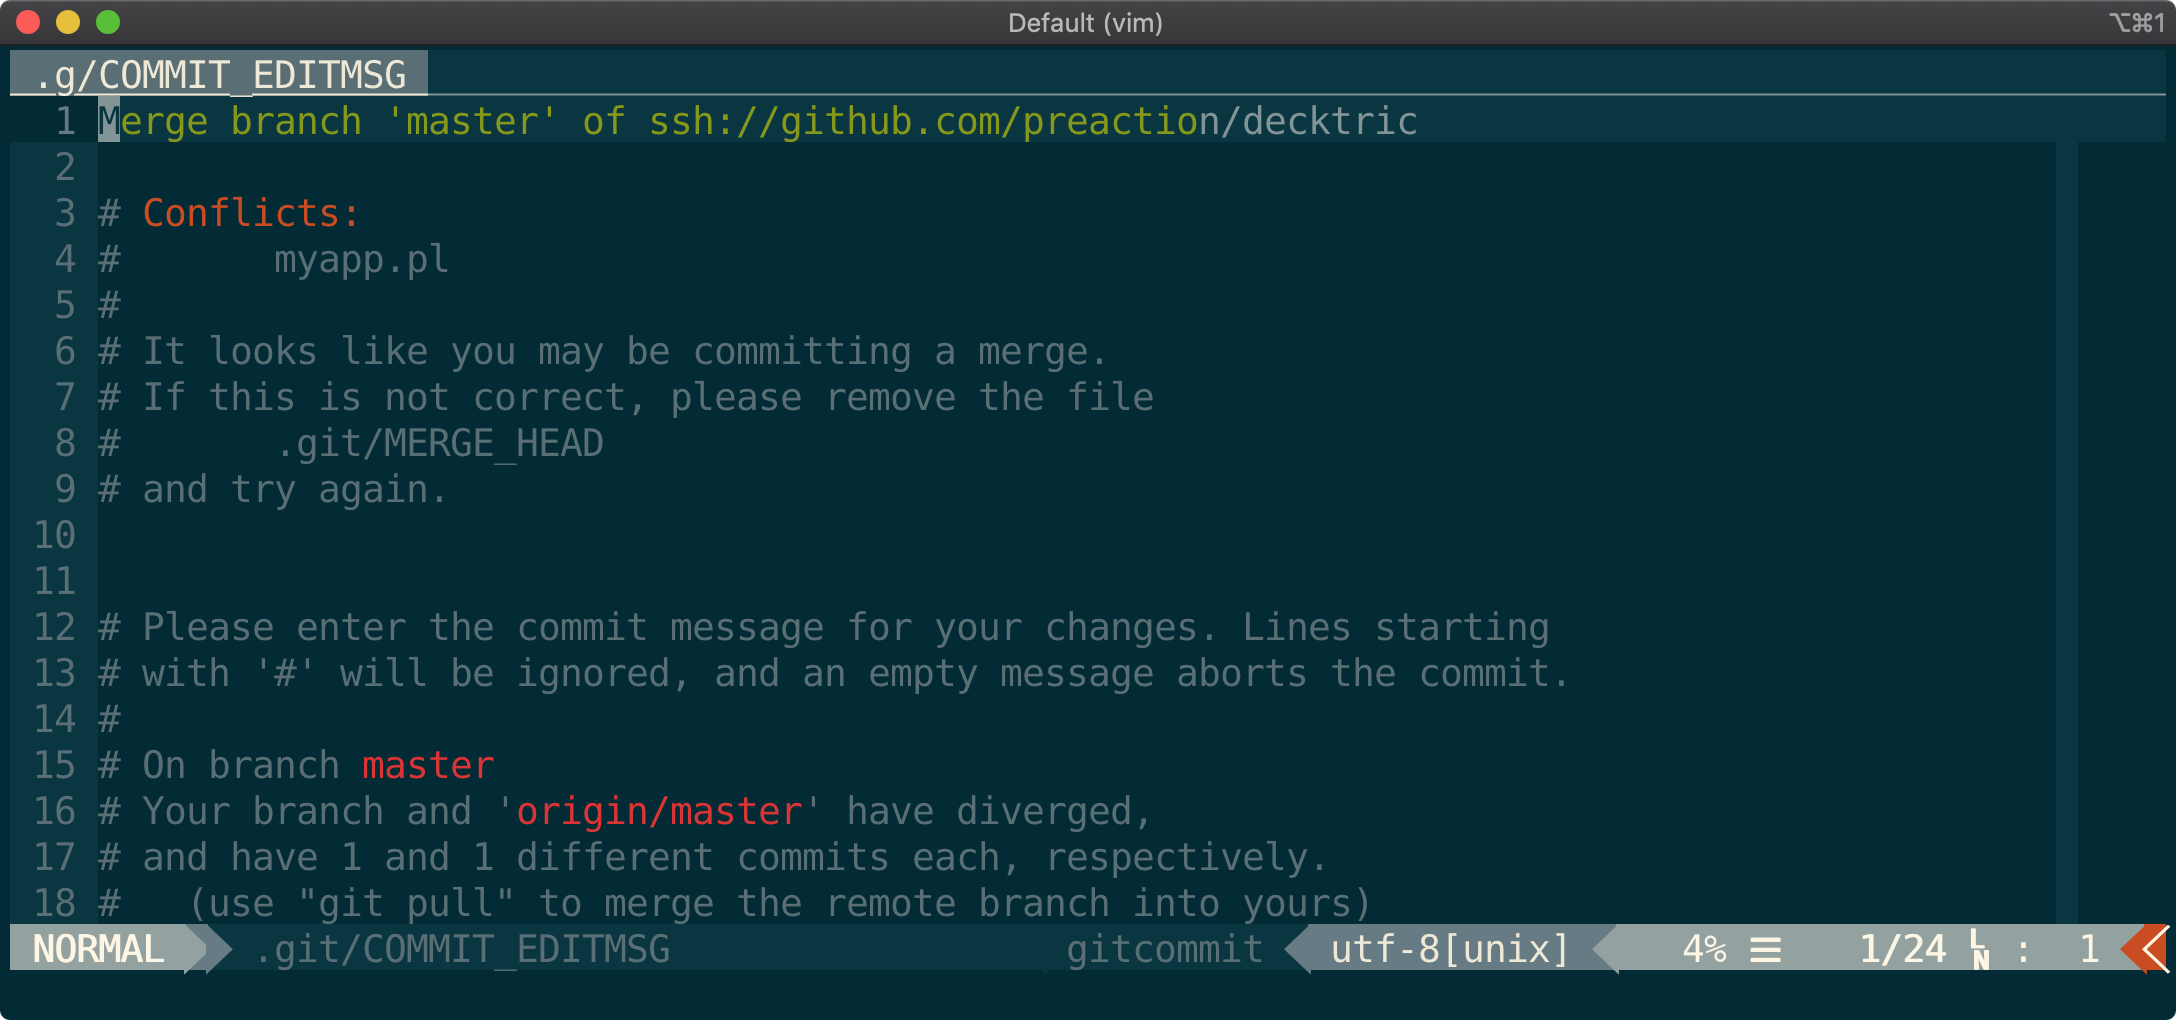 Default (vim)
⌥⌘1
.g/COMMIT_EDITMSG
1 Merge branch 'master' of ssh://github.com/preaction/decktric
2
3 # Conflicts:
4 #       myapp.pl
5 #
6 # It looks like you may be committing a merge.
7 # If this is not correct, please remove the file
8 #       .git/MERGE_HEAD
9 # and try again.
10
11
12 # Please enter the commit message for your changes. Lines starting
13 # with '#' will be ignored, and an empty message aborts the commit.
14 #
15 # On branch master
16 # Your branch and 'origin/master' have diverged,
17 # and have 1 and 1 different commits each, respectively.
18 #   (use "git pull" to merge the remote branch into yours)
NORMAL .git/COMMIT_EDITMSG gitcommit utf-8[unix] 4% ☰ 1/24 LN : 1